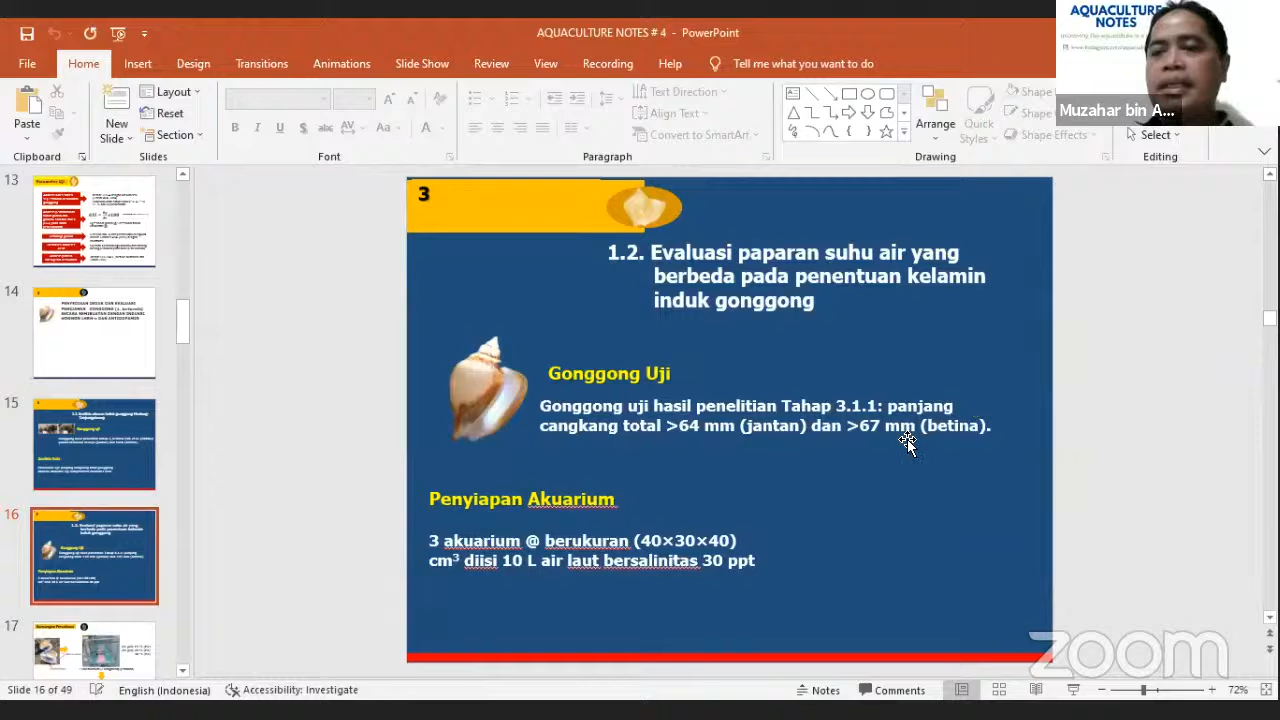 AQUACULTURE NOTES # 4 - PowerPoint
AQUACULTURE
NOTES
File Home Insert Design Transitions Animations Slide Show Review View Recording Help Tell me what you want to do
Muzahar bin A...
Paste
New
Slide
Layout
Reset
Section
B I U S abc AV Aa A
Text Direction
Align Text
Convert to SmartArt
Arrange
Quick
Styles
Shape
Shape
Shape Effects
Select
Clipboard Slides Font Paragraph Drawing Editing
13
14
15
16
17
3
1.2. Evaluasi paparan suhu air yang
berbeda pada penentuan kelamin
induk gonggong
Gonggong Uji
Gonggong uji hasil penelitian Tahap 3.1.1: panjang
cangkang total >64 mm (jantan) dan >67 mm (betina).
Penyiapan Akuarium
3 akuarium @ berukuran (40×30×40)
cm³ diisi 10 L air laut bersalinitas 30 ppt
zoom
Slide 16 of 49 English (Indonesia) Accessibility: Investigate Notes Comments 72%